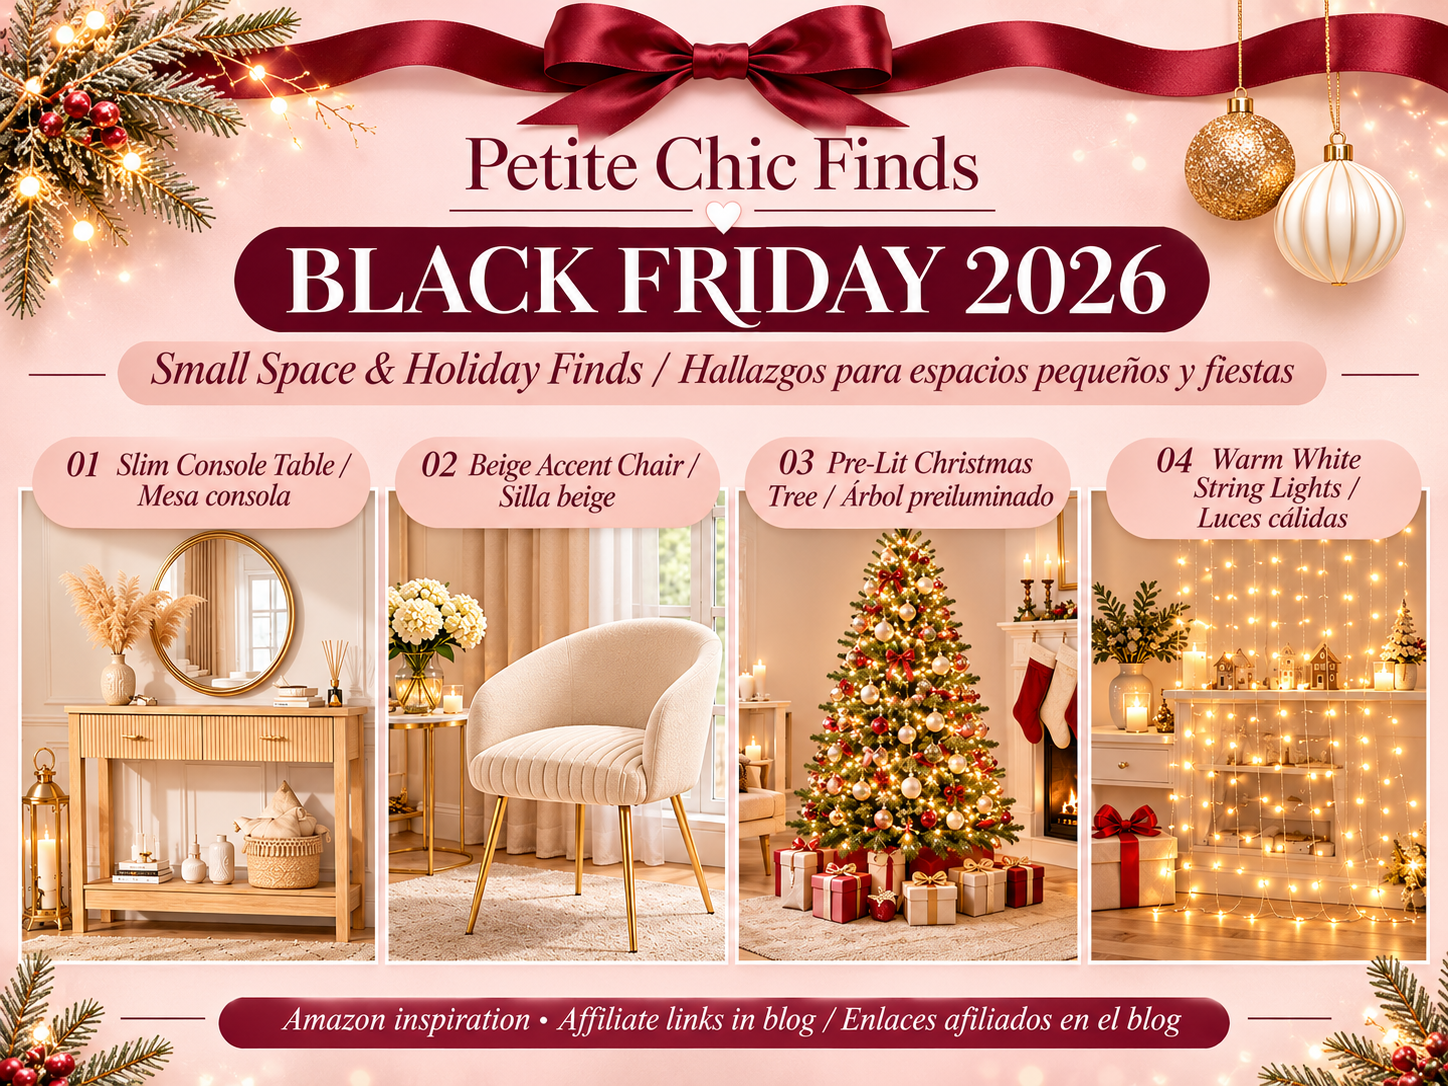 Petite Chic Finds
BLACK FRIDAY 2026
Small Space & Holiday Finds / Hallazgos para espacios pequeños y fiestas
01 Slim Console Table /
Mesa consola
02 Beige Accent Chair /
Silla beige
03 Pre-Lit Christmas
Tree / Árbol preiluminado
04 Warm White
String Lights /
Luces cálidas
Amazon inspiration • Affiliate links in blog / Enlaces afiliados en el blog